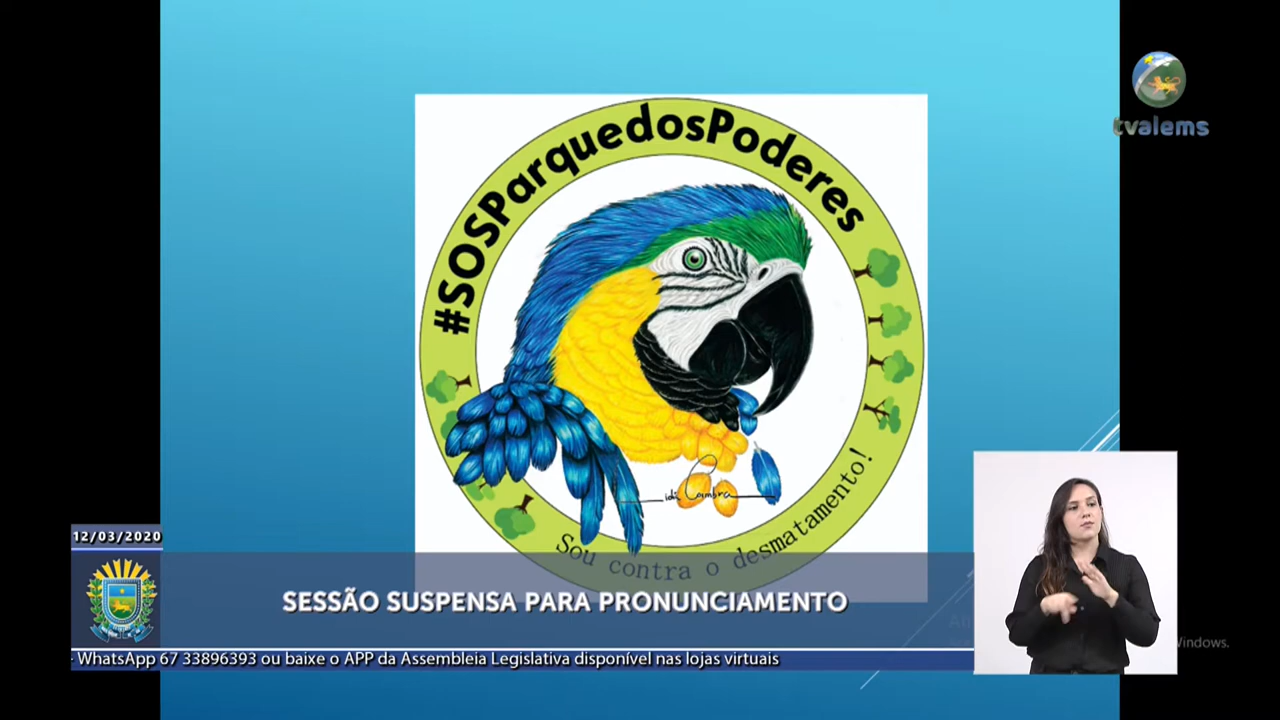 #SOSParquedosPoderes
tvalems
Sou contra o desmatamento!
12/03/2020
SESSÃO SUSPENSA PARA PRONUNCIAMENTO
- WhatsApp 67 33896393 ou baixe o APP da Assembleia Legislativa disponível nas lojas virtuais
Windows.